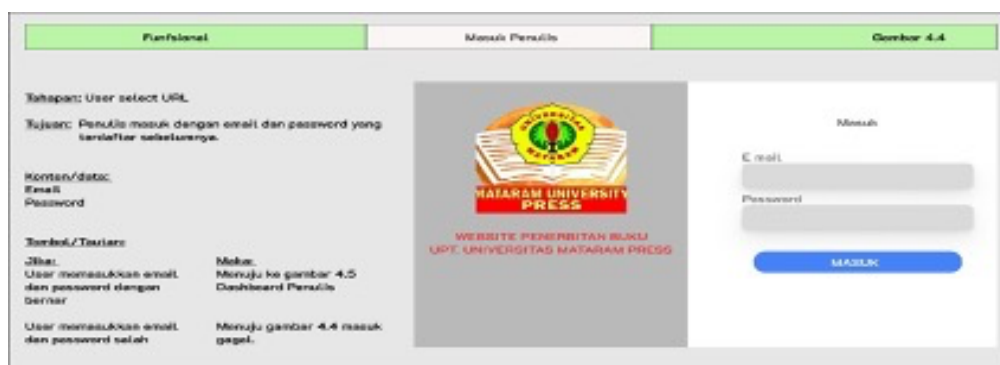 Funfsional
Masuk Penulis
Gambar 4.4
Tahapan: User select URL
Tujuan: Penulis masuk dengan email dan password yang
terdaftar sebelumnya.
Konten/data:
Email
Password
Tombol/Tautan:
Jika:
User memasukkan email
dan password dengan
benar
Maka:
Menuju ke gambar 4.5
Dashboard Penulis
User memasukkan email
dan password salah
Menuju gambar 4.4 masuk
gagal.
UNIVERSITAS
MATARAM
MATARAM UNIVERSITY
PRESS
WEBSITE PENERBITAN BUKU
UPT. UNIVERSITAS MATARAM PRESS
Masuk
E mail
Password
MASUK